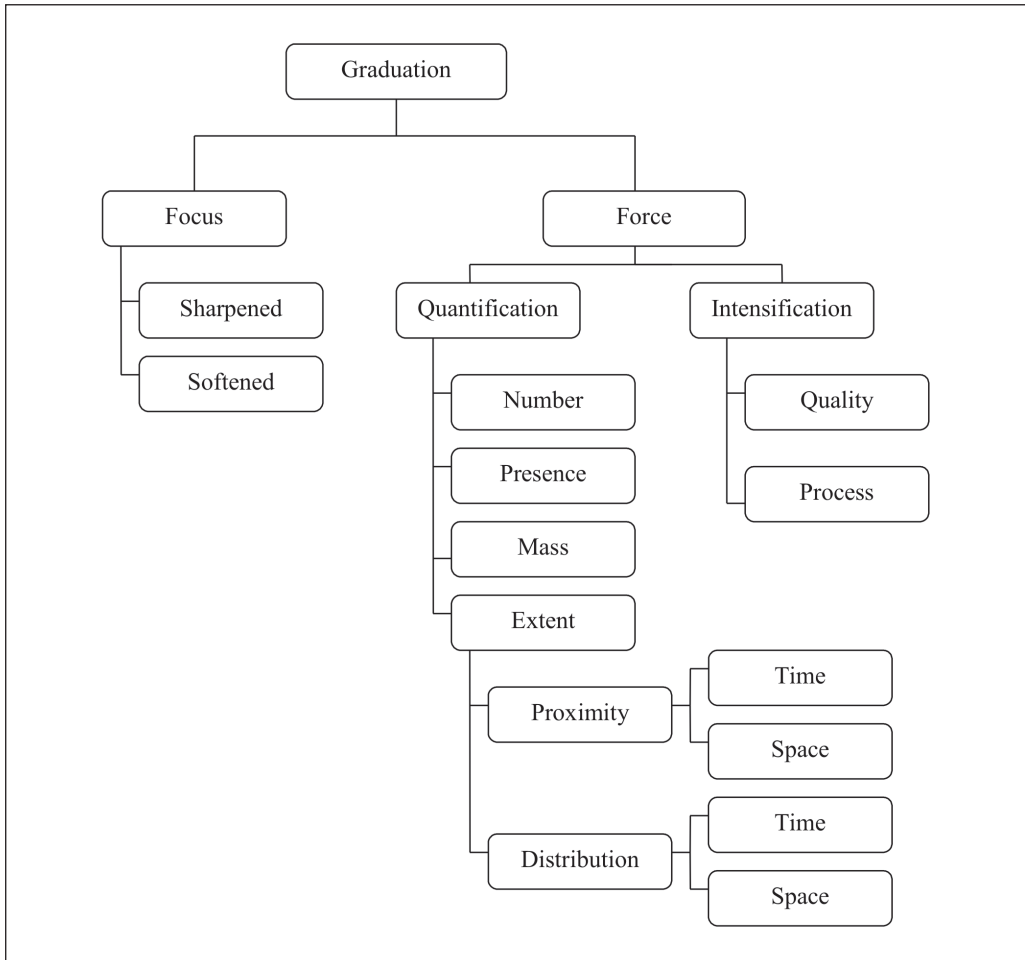 Graduation
Focus
Force
Sharpened
Softened
Quantification
Intensification
Number
Presence
Mass
Extent
Quality
Process
Proximity
Time
Space
Distribution
Time
Space